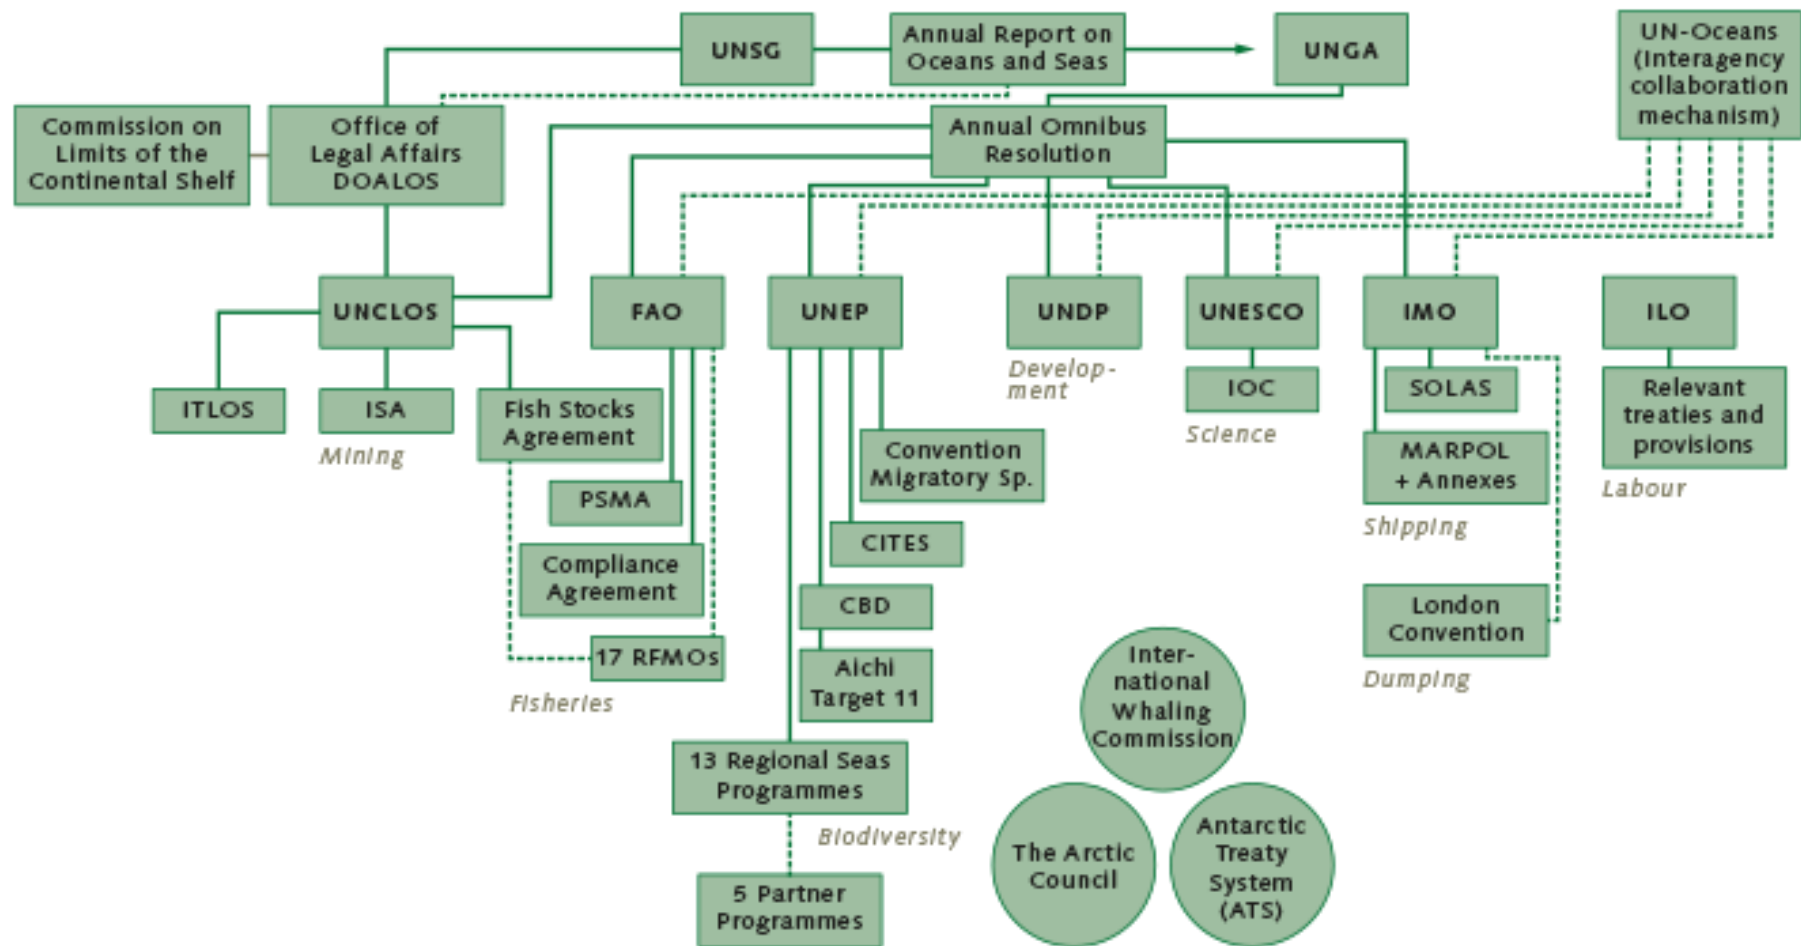 UNSG
Annual Report on
Oceans and Seas
UNGA
UN-Oceans
(Interagency
collaboration
mechanism)
Commission on
Limits of the
Continental Shelf
Office of
Legal Affairs
DOALOS
Annual Omnibus
Resolution
UNCLOS
FAO
UNEP
UNDP
UNESCO
IMO
ILO
Develop-
ment
ITLOS
ISA
Mining
Fish Stocks
Agreement
IOC
Science
SOLAS
Relevant
treaties and
provisions
Labour
Convention
Migratory Sp.
MARPOL
+ Annexes
Shipping
PSMA
CITES
Compliance
Agreement
CBD
London
Convention
Dumping
17 RFMOs
Fisheries
Aichi
Target 11
Inter-
national
Whaling
Commission
13 Regional Seas
Programmes
Biodiversity
The Arctic
Council
Antarctic
Treaty
System
(ATS)
5 Partner
Programmes